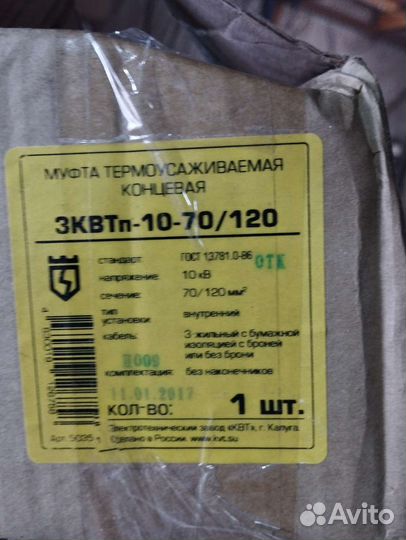 МУФТА ТЕРМОУСАЖИВАЕМАЯ
КОНЦЕВАЯ
3КВТп-10-70/120
стандарт: ГОСТ 13781.0-86 ОТК
напряжение: 10 кВ
сечение: 70/120 мм²
тип установки: внутренний
кабель: 3-жильный с бумажной
изоляцией с броней
или без брони
комплектация: без наконечников
11.01.2017
КОЛ-ВО: 1 шт.
Электротехнический завод «КВТ», г. Калуга
Сделано в России. www.kvt.su
Avito